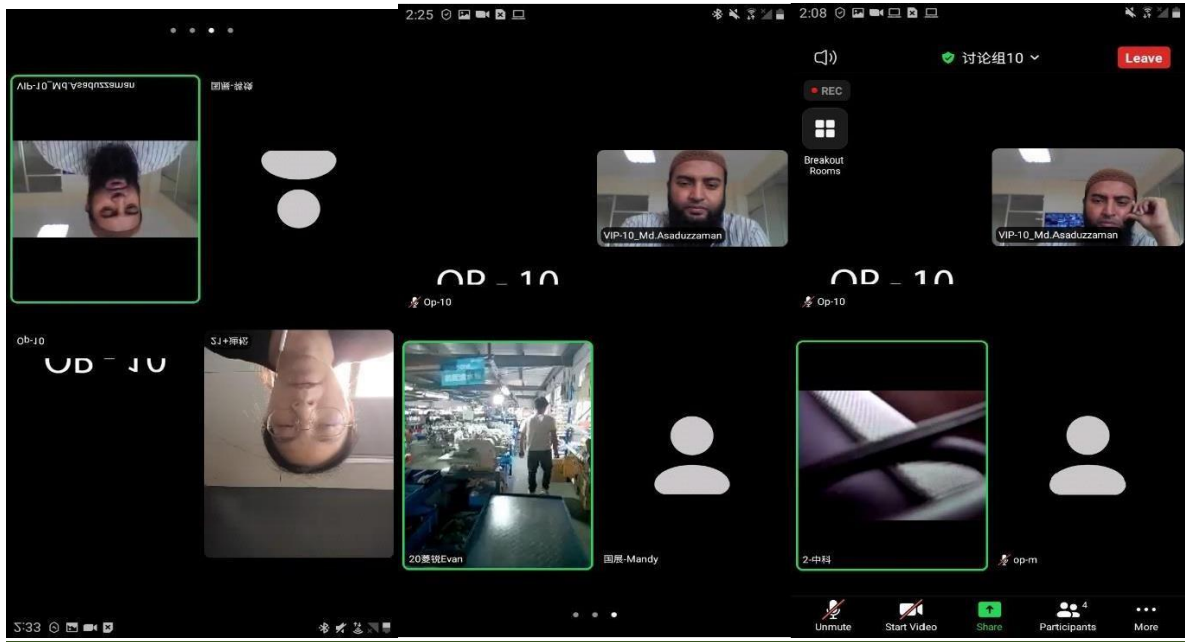 VIP-10_Md.Asaduzzaman
Op-10
OP - 10
2:33
2:25
VIP-10_Md.Asaduzzaman
OP - 10
Op-10
20菱锐Evan
国展-Mandy
2:08
讨论组10
Leave
REC
Breakout
Rooms
VIP-10_Md.Asaduzzaman
OP - 10
Op-10
2-中科
op-m
Unmute
Start Video
Share
4
Participants
More